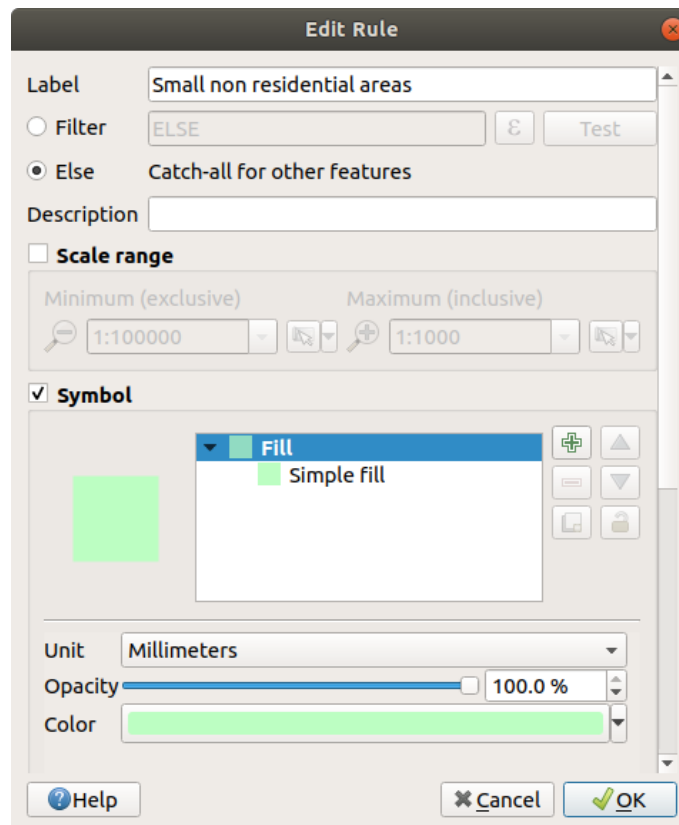 Edit Rule
Label Small non residential areas
Filter ELSE ε Test
Else Catch-all for other features
Description
Scale range
Minimum (exclusive) Maximum (inclusive)
1:100000 1:1000
Symbol
Fill
Simple fill
Unit Millimeters
Opacity 100.0 %
Color
Help Cancel OK